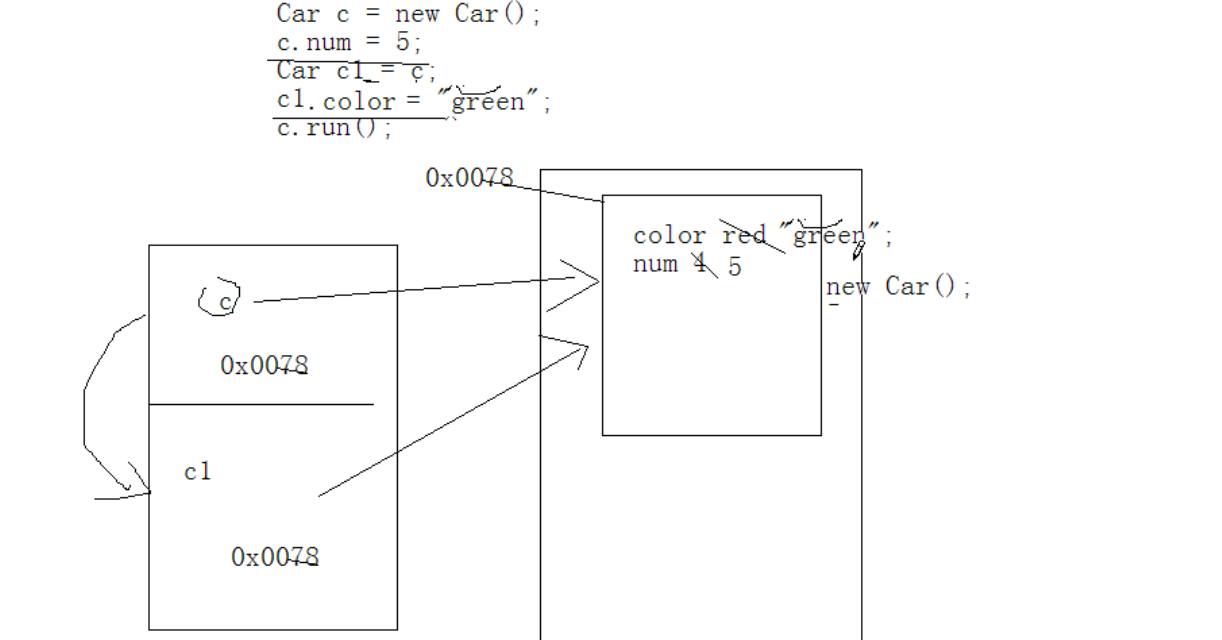 Car c = new Car();
c.num = 5;
Car c1 = c;
c1.color = "green";
c.run();
0x0078
color red "green";
num 4 5
new Car();
c
0x0078
c1
0x0078